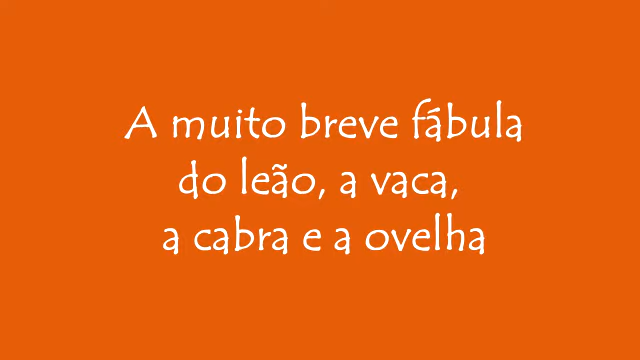 A muito breve fábula
do leão, a vaca,
a cabra e a ovelha